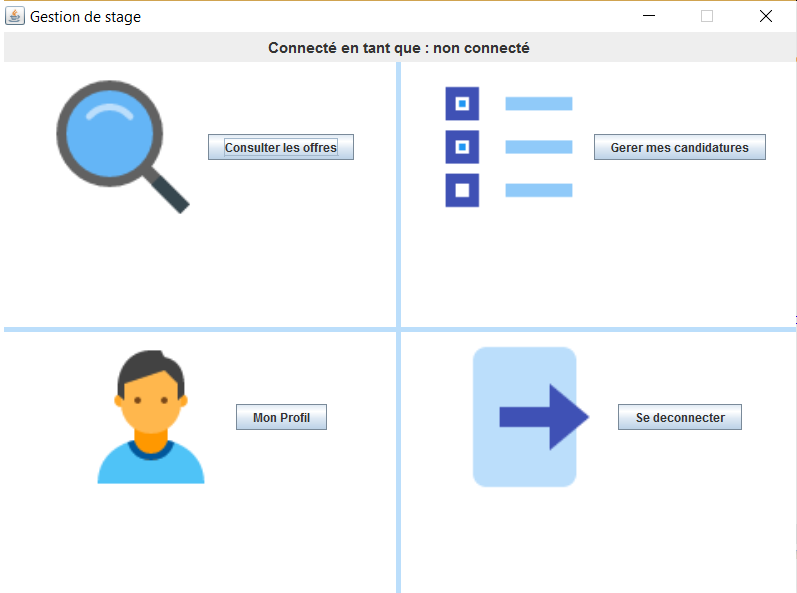 Gestion de stage
Connecté en tant que : non connecté
Consulter les offres
Gerer mes candidatures
Mon Profil
Se deconnecter